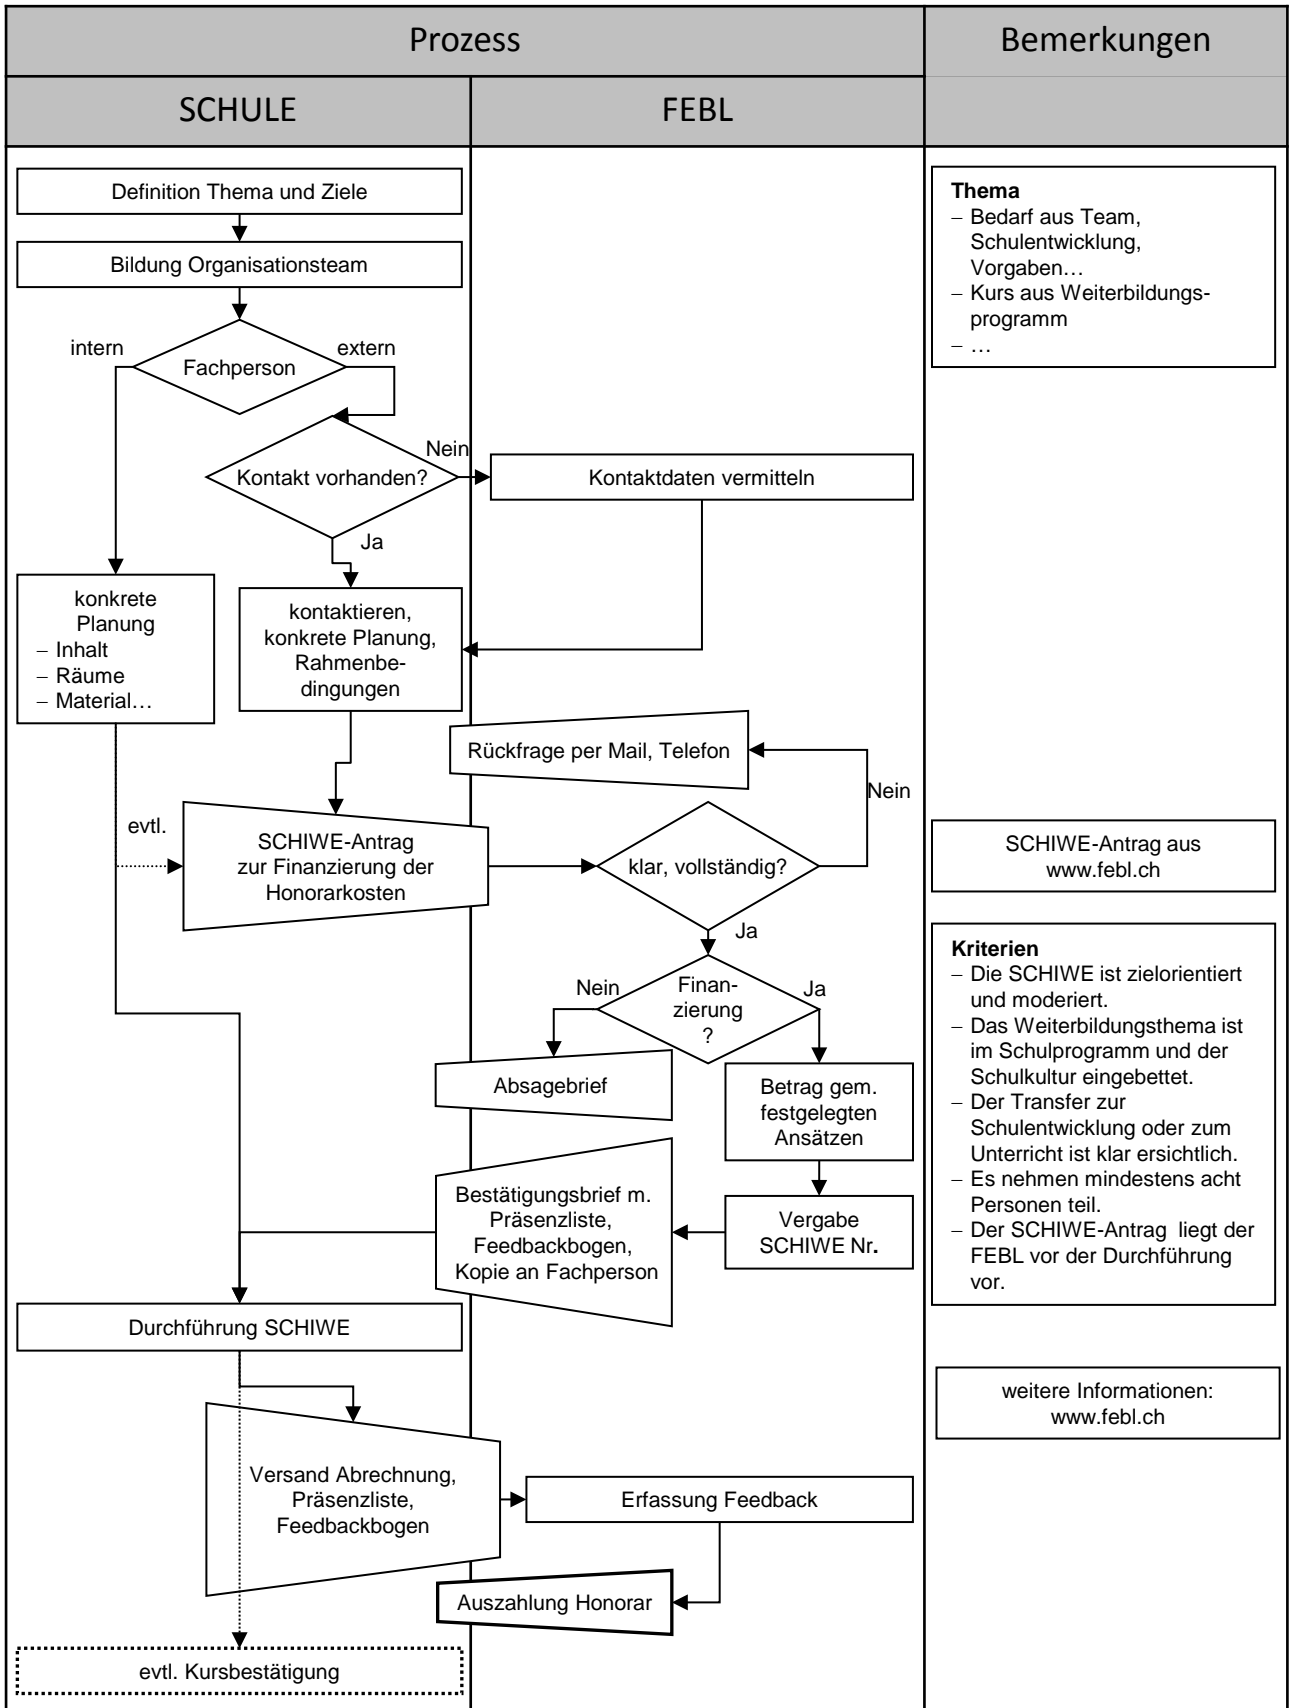 Prozess
Bemerkungen
SCHULE
FEBL
Definition Thema und Ziele
Bildung Organisationsteam
intern
extern
Fachperson
Nein
Kontakt vorhanden?
Kontaktdaten vermitteln
Ja
konkrete
Planung
– Inhalt
– Räume
– Material…
kontaktieren,
konkrete Planung,
Rahmenbe-
dingungen
Rückfrage per Mail, Telefon
Nein
evtl.
SCHIWE-Antrag
zur Finanzierung der
Honorarkosten
klar, vollständig?
Ja
Nein
Finan-
zierung
?
Ja
Absagebrief
Betrag gem.
festgelegten
Ansätzen
Bestätigungsbrief m.
Präsenzliste,
Feedbackbogen,
Kopie an Fachperson
Vergabe
SCHIWE Nr.
Durchführung SCHIWE
Versand Abrechnung,
Präsenzliste,
Feedbackbogen
Erfassung Feedback
Auszahlung Honorar
evtl. Kursbestätigung
Thema
– Bedarf aus Team,
Schulentwicklung,
Vorgaben…
– Kurs aus Weiterbildungs-
programm
– …
SCHIWE-Antrag aus
www.febl.ch
Kriterien
– Die SCHIWE ist zielorientiert
und moderiert.
– Das Weiterbildungsthema ist
im Schulprogramm und der
Schulkultur eingebettet.
– Der Transfer zur
Schulentwicklung oder zum
Unterricht ist klar ersichtlich.
– Es nehmen mindestens acht
Personen teil.
– Der SCHIWE-Antrag liegt der
FEBL vor der Durchführung
vor.
weitere Informationen:
www.febl.ch